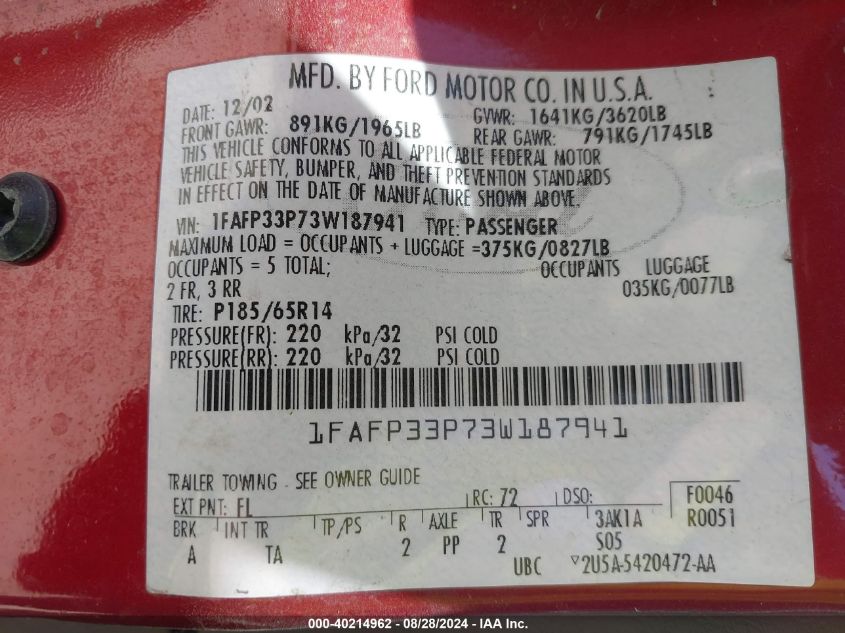 MFD. BY FORD MOTOR CO. IN U.S.A.
DATE: 12/02 GVWR: 1641KG/3620LB
FRONT GAWR: 891KG/1965LB REAR GAWR: 791KG/1745LB
THIS VEHICLE CONFORMS TO ALL APPLICABLE FEDERAL MOTOR
VEHICLE SAFETY, BUMPER, AND THEFT PREVENTION STANDARDS
IN EFFECT ON THE DATE OF MANUFACTURE SHOWN ABOVE.
VIN: 1FAFP33P73W187941 TYPE: PASSENGER
MAXIMUM LOAD = OCCUPANTS + LUGGAGE =375KG/0827LB
OCCUPANTS = 5 TOTAL; OCCUPANTS LUGGAGE
2 FR, 3 RR 035KG/0077LB
TIRE: P185/65R14
PRESSURE(FR): 220 kPa/32 PSI COLD
PRESSURE(RR): 220 kPa/32 PSI COLD
1FAFP33P73W187941
TRAILER TOWING - SEE OWNER GUIDE
EXT PNT: FL RC: 72 DSO: F0046
BRK INT TR TP/PS R AXLE TR SPR 3AK1A R0051
A TA 2 PP 2 S05
UBC 2U5A-5420472-AA
000-40214962 - 08/28/2024 - IAA Inc.